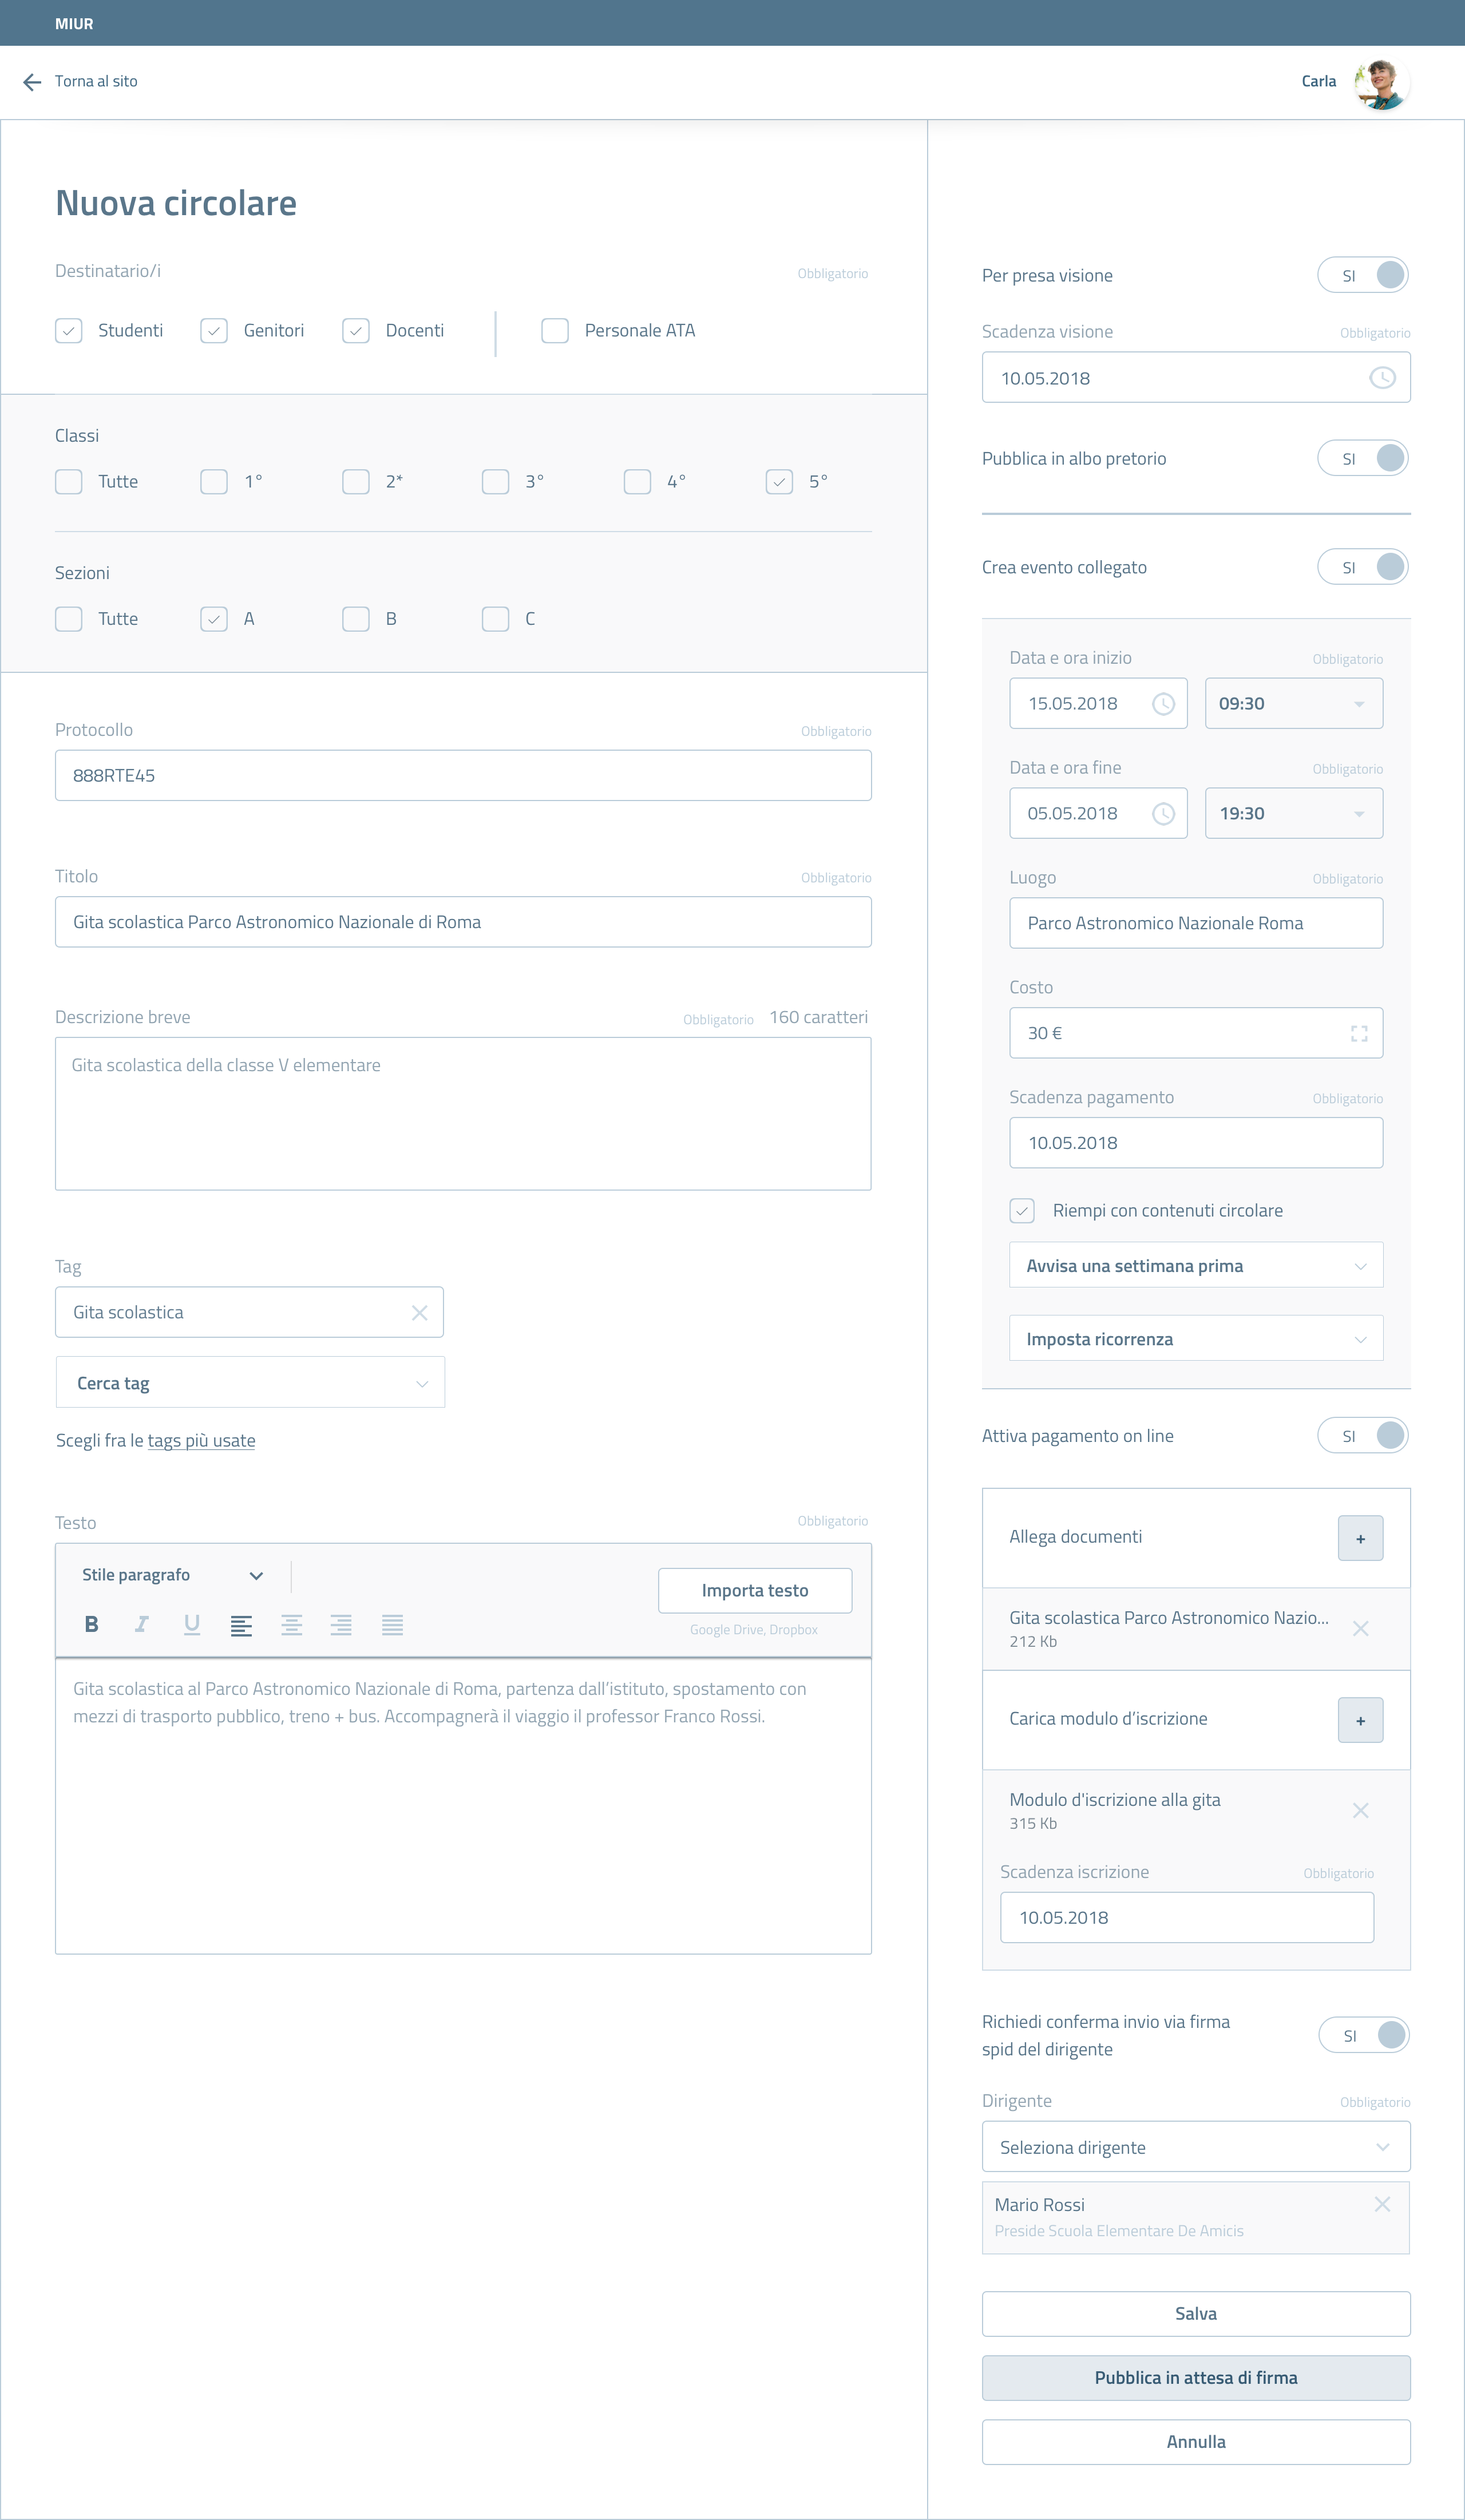 MIUR
Torna al sito
Carla
Nuova circolare
Destinatario/i
Obbligatorio
Studenti
Genitori
Docenti
Personale ATA
Classi
Tutte
1°
2*
3°
4°
5°
Sezioni
Tutte
A
B
C
Protocollo
Obbligatorio
888RTE45
Titolo
Obbligatorio
Gita scolastica Parco Astronomico Nazionale di Roma
Descrizione breve
Obbligatorio
160 caratteri
Gita scolastica della classe V elementare
Tag
Gita scolastica
Cerca tag
Scegli fra le tags più usate
Testo
Obbligatorio
Stile paragrafo
Importa testo
B I U
Google Drive, Dropbox
Gita scolastica al Parco Astronomico Nazionale di Roma, partenza dall’istituto, spostamento con
mezzi di trasporto pubblico, treno + bus. Accompagnerà il viaggio il professor Franco Rossi.
Per presa visione
SI
Scadenza visione
Obbligatorio
10.05.2018
Pubblica in albo pretorio
SI
Crea evento collegato
SI
Data e ora inizio
Obbligatorio
15.05.2018
09:30
Data e ora fine
Obbligatorio
05.05.2018
19:30
Luogo
Obbligatorio
Parco Astronomico Nazionale Roma
Costo
30 €
Scadenza pagamento
Obbligatorio
10.05.2018
Riempi con contenuti circolare
Avvisa una settimana prima
Imposta ricorrenza
Attiva pagamento on line
SI
Allega documenti
+
Gita scolastica Parco Astronomico Nazio...
212 Kb
Carica modulo d’iscrizione
+
Modulo d'iscrizione alla gita
315 Kb
Scadenza iscrizione
Obbligatorio
10.05.2018
Richiedi conferma invio via firma
spid del dirigente
SI
Dirigente
Obbligatorio
Seleziona dirigente
Mario Rossi
Preside Scuola Elementare De Amicis
Salva
Pubblica in attesa di firma
Annulla